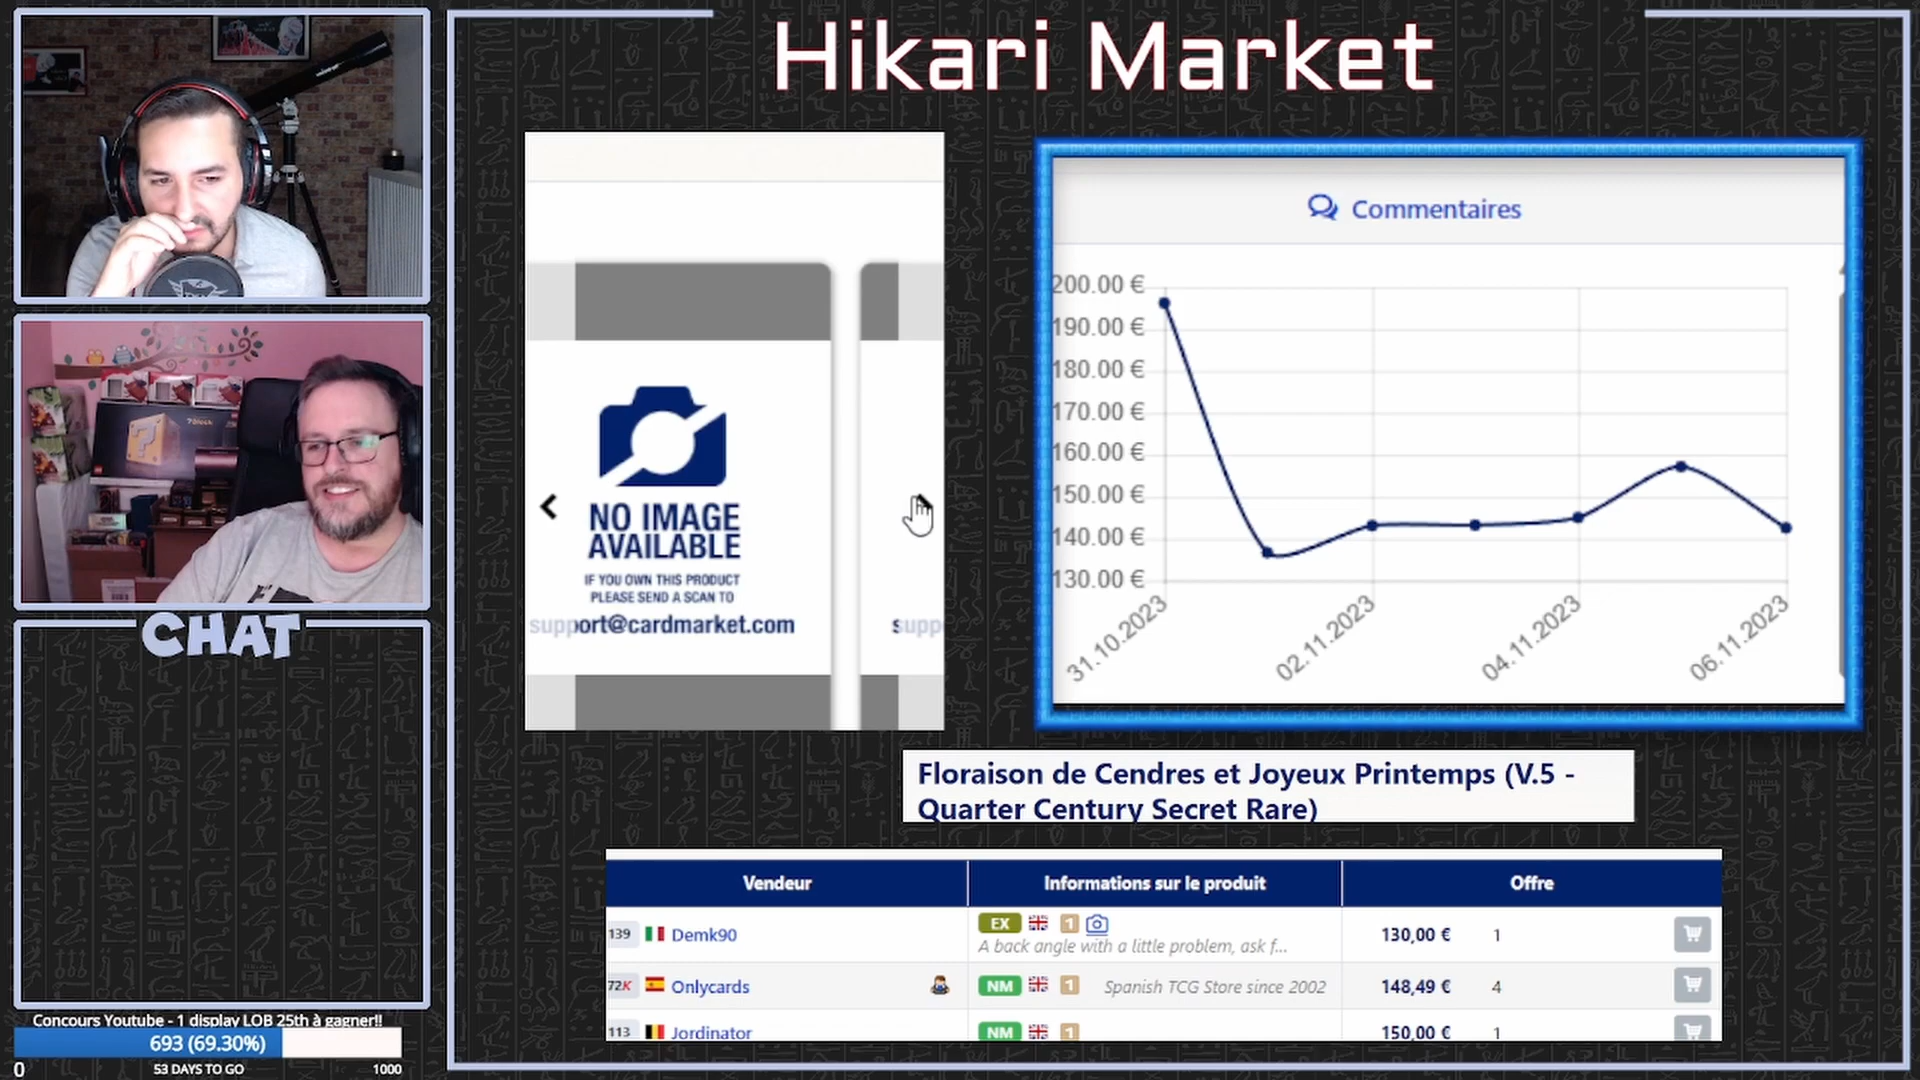 Hikari Market
NO IMAGE
AVAILABLE
IF YOU OWN THIS PRODUCT
PLEASE SEND A SCAN TO
support@cardmarket.com
supp
Commentaires
200.00 €
190.00 €
180.00 €
170.00 €
160.00 €
150.00 €
140.00 €
130.00 €
31.10.2023
02.11.2023
04.11.2023
06.11.2023
CHAT
Floraison de Cendres et Joyeux Printemps (V.5 -
Quarter Century Secret Rare)
Vendeur Informations sur le produit Offre
139 Demk90 EX 1 130,00 € 1
A back angle with a little problem, ask f...
72K Onlycards NM 1 Spanish TCG Store since 2002 148,49 € 4
113 Jordinator NM 1 150,00 € 1
Concours Youtube - 1 display LOB 25th à gagner!!
693 (69.30%)
0 53 DAYS TO GO 1000